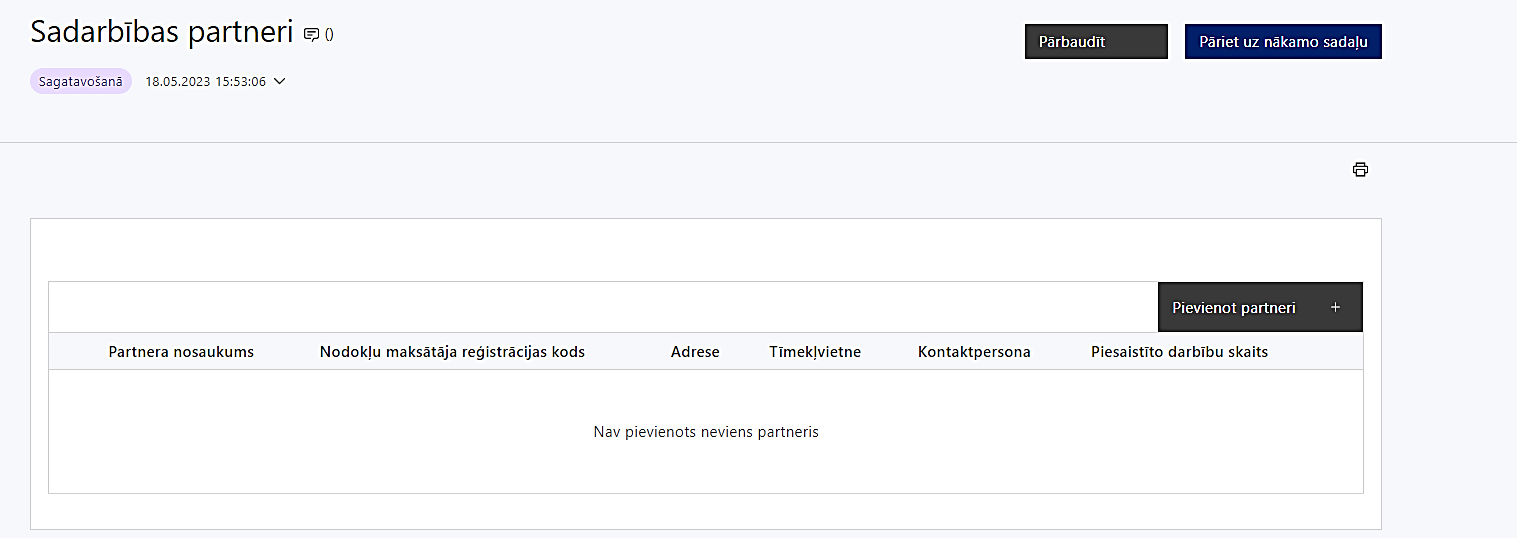 Sadarbības partneri ()
Pārbaudīt
Pāriet uz nākamo sadaļu
Sagatavošanā 18.05.2023 15:53:06
Pievienot partneri +
Partnera nosaukums Nodokļu maksātāja reģistrācijas kods Adrese Tīmekļvietne Kontaktpersona Piesaistīto darbību skaits
Nav pievienots neviens partneris